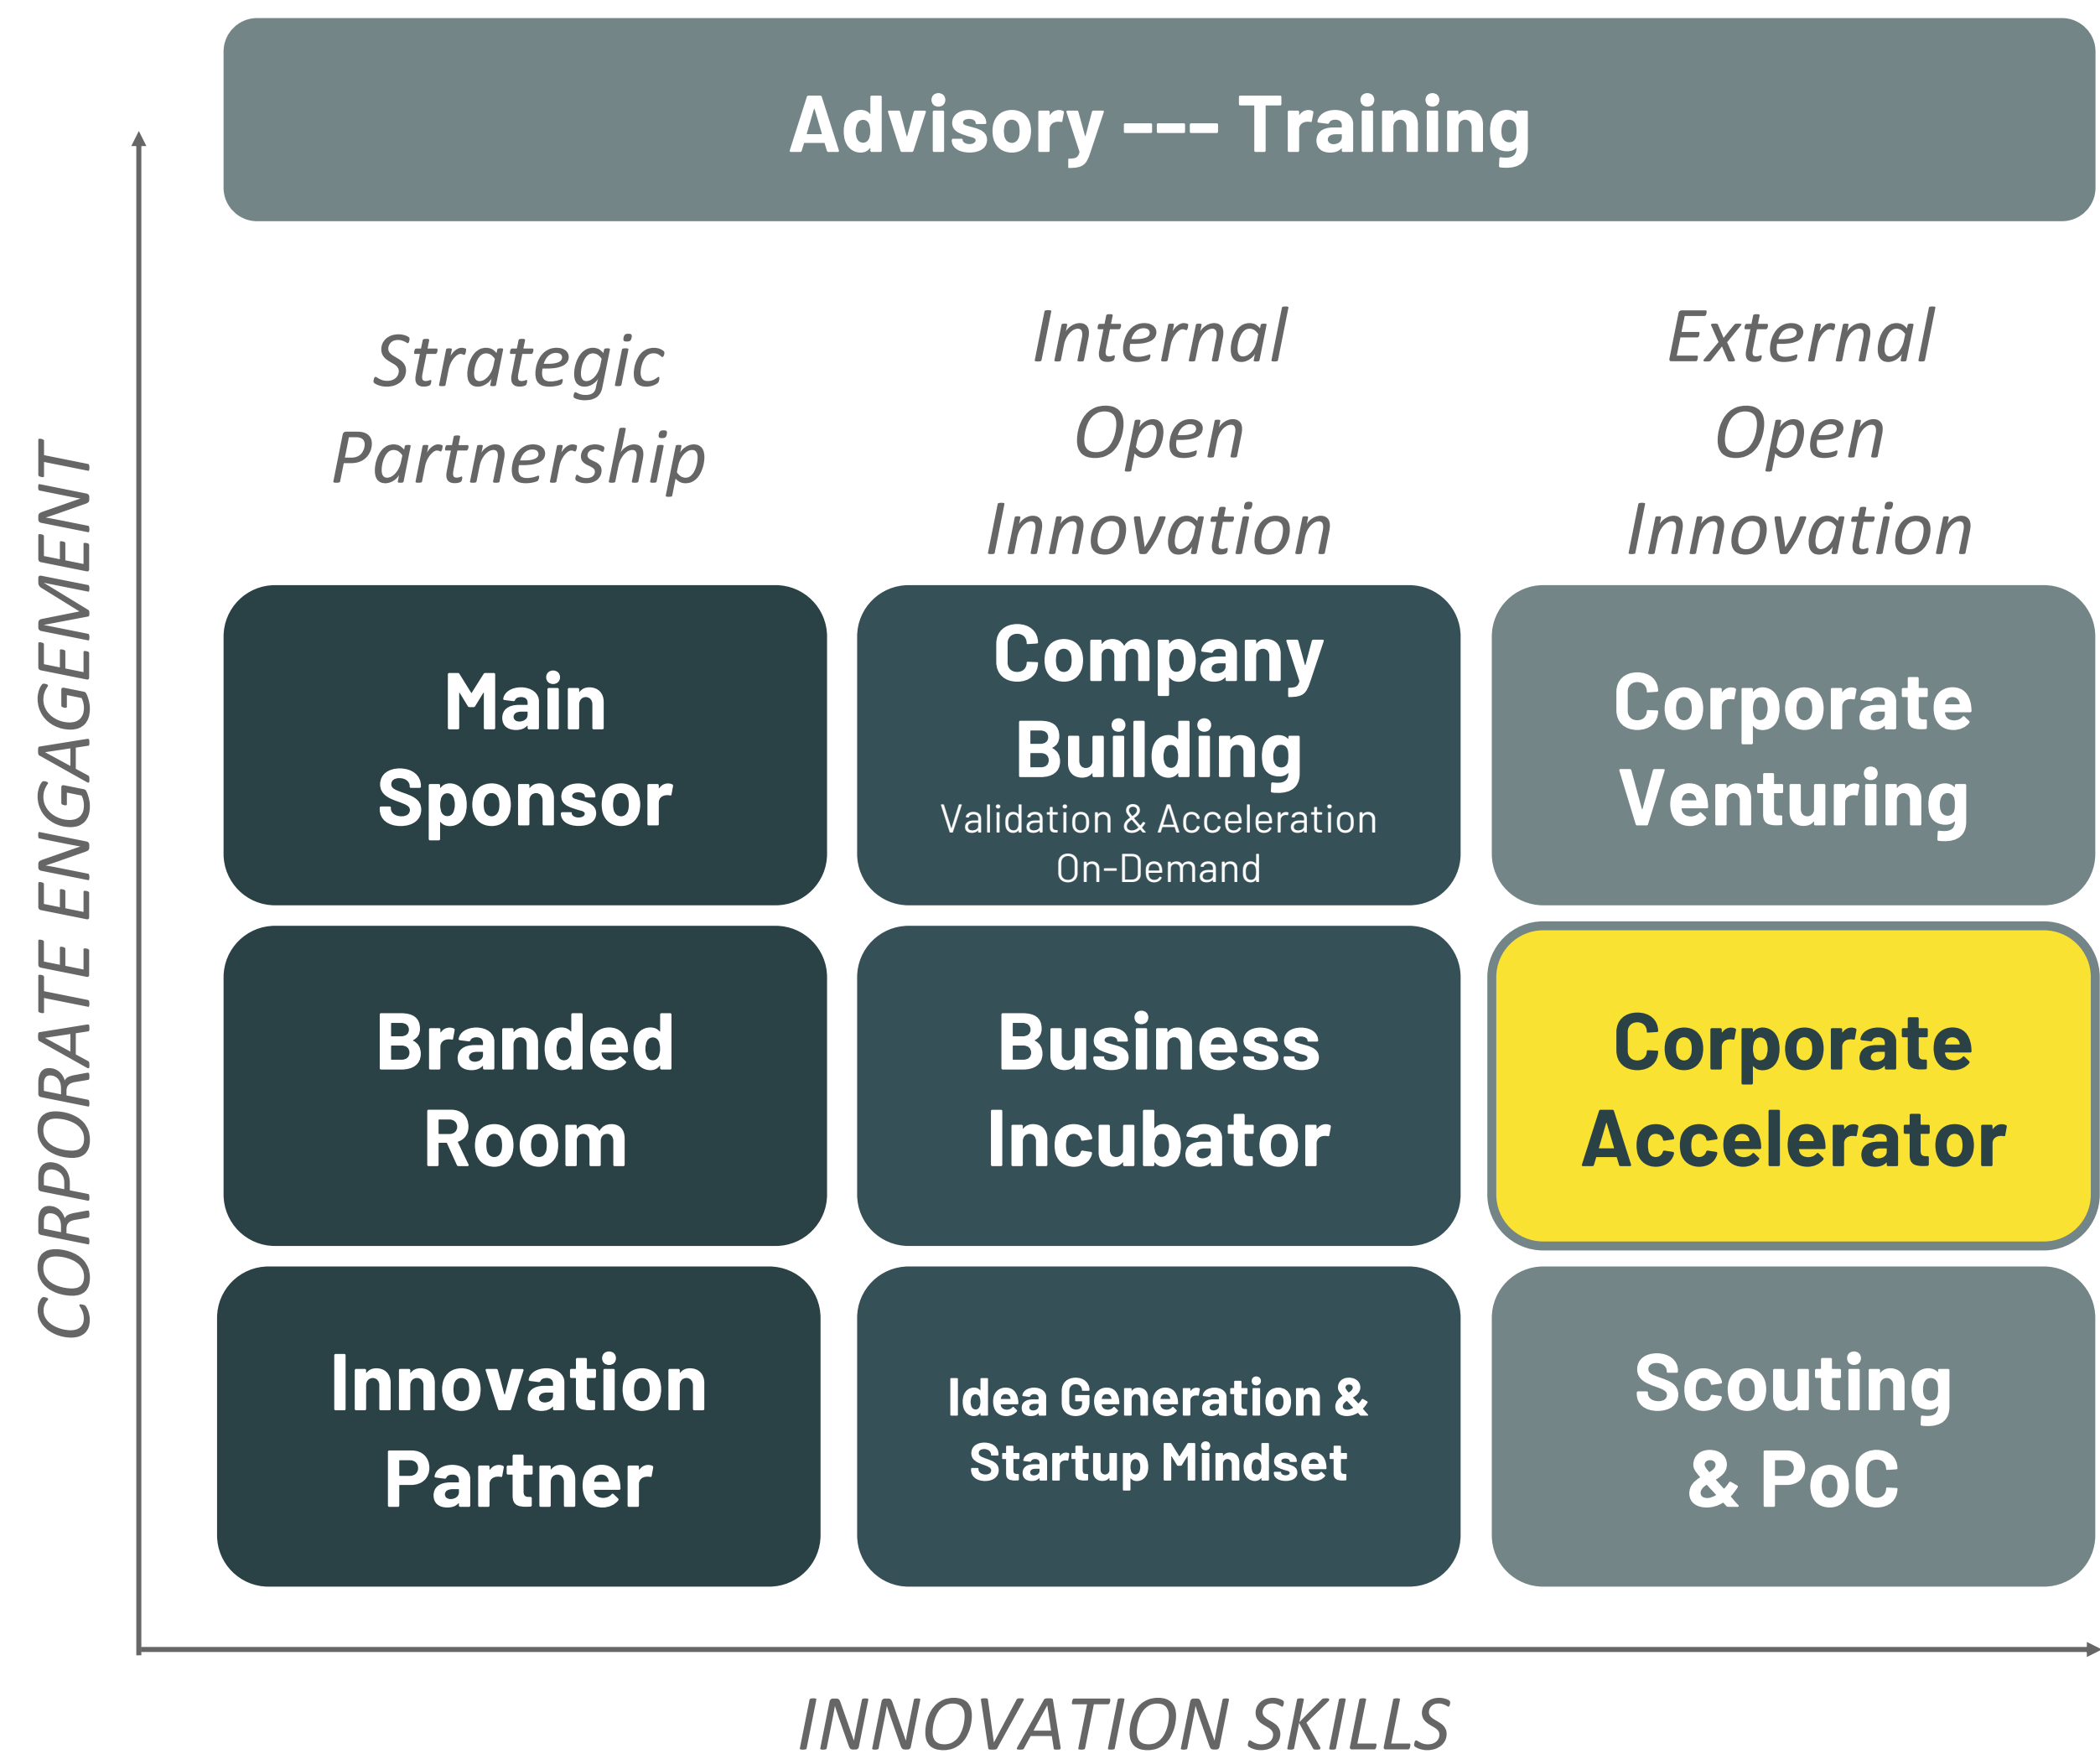 Advisory --- Training
Strategic
Partnership
Internal
Open
Innovation
External
Open
Innovation
CORPORATE ENGAGEMENT
Main
Sponsor
Company
Building
Validation & Acceleration
On-Demand
Corporate
Venturing
Branded
Room
Business
Incubator
Corporate
Accelerator
Innovation
Partner
Idea Generation &
Startup Mindset
Scouting
& PoC
INNOVATION SKILLS